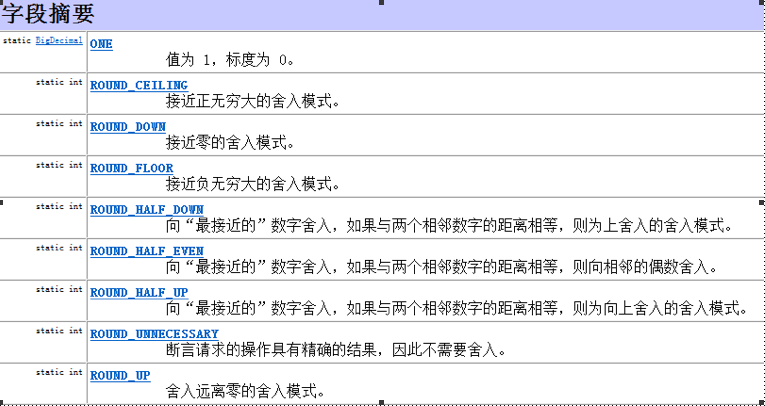 字段摘要
static BigDecimal ONE
值为 1，标度为 0。
static int ROUND_CEILING
接近正无穷大的舍入模式。
static int ROUND_DOWN
接近零的舍入模式。
static int ROUND_FLOOR
接近负无穷大的舍入模式。
static int ROUND_HALF_DOWN
向“最接近的”数字舍入，如果与两个相邻数字的距离相等，则为上舍入的舍入模式。
static int ROUND_HALF_EVEN
向“最接近的”数字舍入，如果与两个相邻数字的距离相等，则向相邻的偶数舍入。
static int ROUND_HALF_UP
向“最接近的”数字舍入，如果与两个相邻数字的距离相等，则为向上舍入的舍入模式。
static int ROUND_UNNECESSARY
断言请求的操作具有精确的结果，因此不需要舍入。
static int ROUND_UP
舍入远离零的舍入模式。